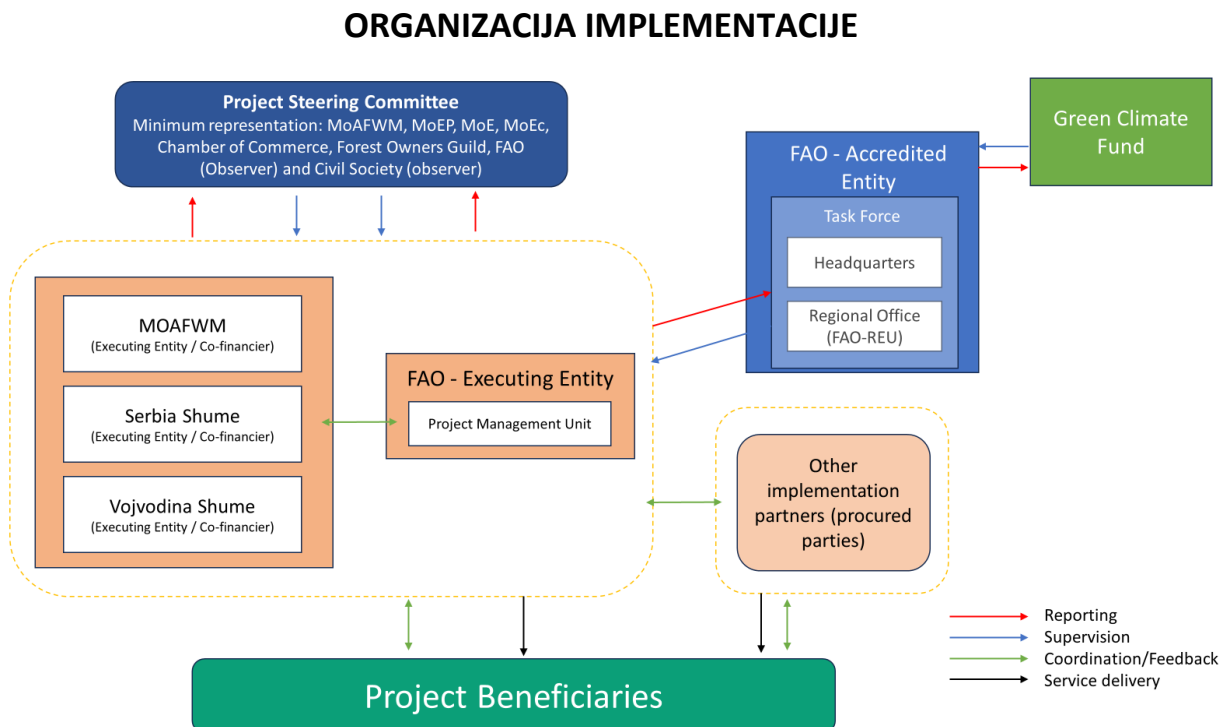 ORGANIZACIJA IMPLEMENTACIJE
Project Steering Committee
Minimum representation: MoAFWM, MoEP, MoE, MoEc,
Chamber of Commerce, Forest Owners Guild, FAO
(Observer) and Civil Society (observer)
Green Climate
Fund
FAO - Accredited
Entity
Task Force
Headquarters
Regional Office
(FAO-REU)
MOAFWM
(Executing Entity / Co-financier)
Serbia Shume
(Executing Entity / Co-financier)
Vojvodina Shume
(Executing Entity / Co-financier)
FAO - Executing Entity
Project Management Unit
Other
implementation
partners (procured
parties)
Reporting
Supervision
Coordination/Feedback
Service delivery
Project Beneficiaries